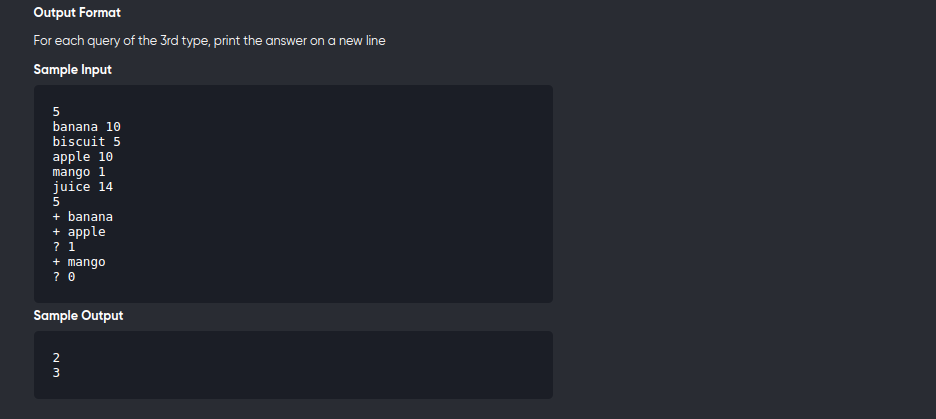 Output Format
For each query of the 3rd type, print the answer on a new line
Sample Input
5
banana 10
biscuit 5
apple 10
mango 1
juice 14
5
+ banana
+ apple
? 1
+ mango
? 0
Sample Output
2
3